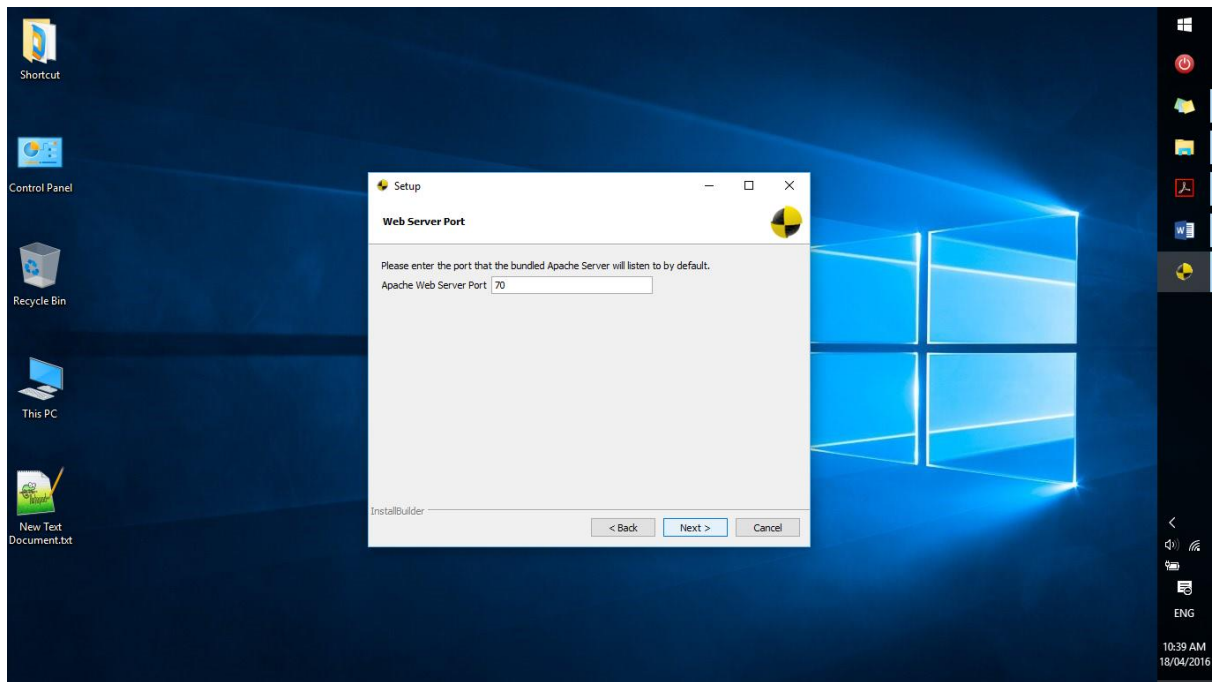 Shortcut
Control Panel
Recycle Bin
This PC
New Text
Document.txt
Setup
Web Server Port
Please enter the port that the bundled Apache Server will listen to by default.
Apache Web Server Port 70
InstallBuilder
< Back Next > Cancel
ENG
10:39 AM
18/04/2016